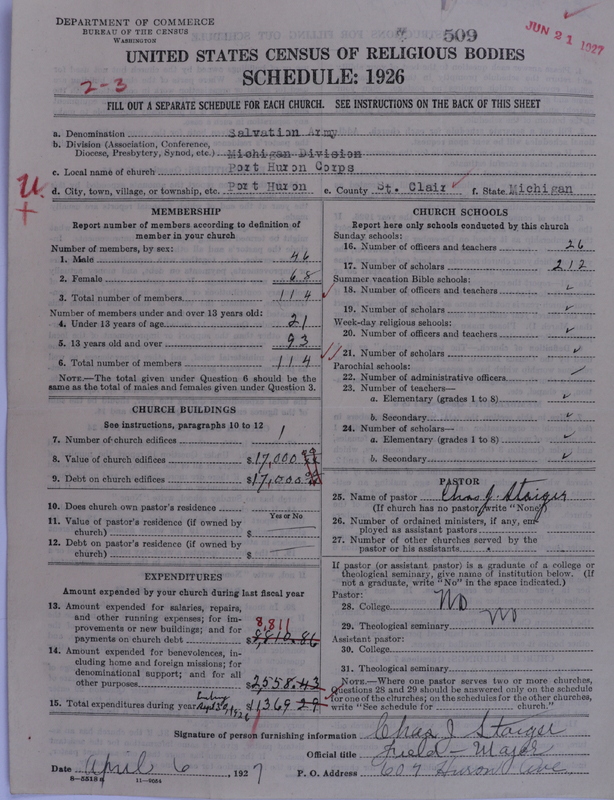 DEPARTMENT OF COMMERCE
BUREAU OF THE CENSUS
WASHINGTON
509
JUN 21 1927
UNITED STATES CENSUS OF RELIGIOUS BODIES
SCHEDULE: 1926
2-3
FILL OUT A SEPARATE SCHEDULE FOR EACH CHURCH. SEE INSTRUCTIONS ON THE BACK OF THIS SHEET
a. Denomination Salvation Army
b. Division (Association, Conference,
Diocese, Presbytery, Synod, etc.) Michigan Division
c. Local name of church Port Huron Corps
d. City, town, village, or township, etc. Port Huron e. County St. Clair f. State Michigan
U
MEMBERSHIP
Report number of members according to definition of
member in your church
Number of members, by sex:
1. Male 46
2. Female 68
3. Total number of members 114
Number of members under and over 13 years old:
4. Under 13 years of age 21
5. 13 years old and over 93
6. Total number of members 114
NOTE.—The total given under Question 6 should be
same as the total of males and females given under Question 3.
CHURCH BUILDINGS
See instructions, paragraphs 10 to 12
7. Number of church edifices 1
8. Value of church edifices $17,000
9. Debt on church edifices $17,000
10. Does church own pastor's residence
Yes or No
11. Value of pastor's residence (if owned by
church) $
12. Debt on pastor's residence (if owned by
church) $
EXPENDITURES
Amount expended by your church during last fiscal year
13. Amount expended for salaries, repairs,
and other running expenses; for im-
provements or new buildings; and for
payments on church debt 8,811 $8,810.86
14. Amount expended for benevolences,
including home and foreign missions; for
denominational support; and for all
other purposes $2,558.43
15. Total expenditures during year Ending Sept 30, 1926 $11369 29
CHURCH SCHOOLS
Report here only schools conducted by this church
Sunday schools:
16. Number of officers and teachers 26
17. Number of scholars 212
Summer vacation Bible schools:
18. Number of officers and teachers
19. Number of scholars
Week-day religious schools:
20. Number of officers and teachers
21. Number of scholars
Parochial schools:
22. Number of administrative officers
23. Number of teachers—
a. Elementary (grades 1 to 8)
b. Secondary
24. Number of scholars—
a. Elementary (grades 1 to 8)
b. Secondary
PASTOR
25. Name of pastor Chas. J. Staiger
(If church has no pastor, write "None")
26. Number of ordained ministers, if any, em-
ployed as assistant pastors
27. Number of other churches served by the
pastor or his assistants
If pastor (or assistant pastor) is a graduate of a college or
theological seminary, give name of institution below. (If
not a graduate, write "No" in the space indicated.)
Pastor:
28. College No
29. Theological seminary No
Assistant pastor:
30. College
31. Theological seminary
NOTE.—Where one pastor serves two or more churches,
Questions 28 and 29 should be answered only on the schedule
for one of the churches; on the schedules for the other churches,
write "See schedule for church."
Signature of person furnishing information Chas J Staiger
Official title Field-Major
Date April 6, 1927 P. O. Address 607 Huron Ave.
8-5518a 11-9064